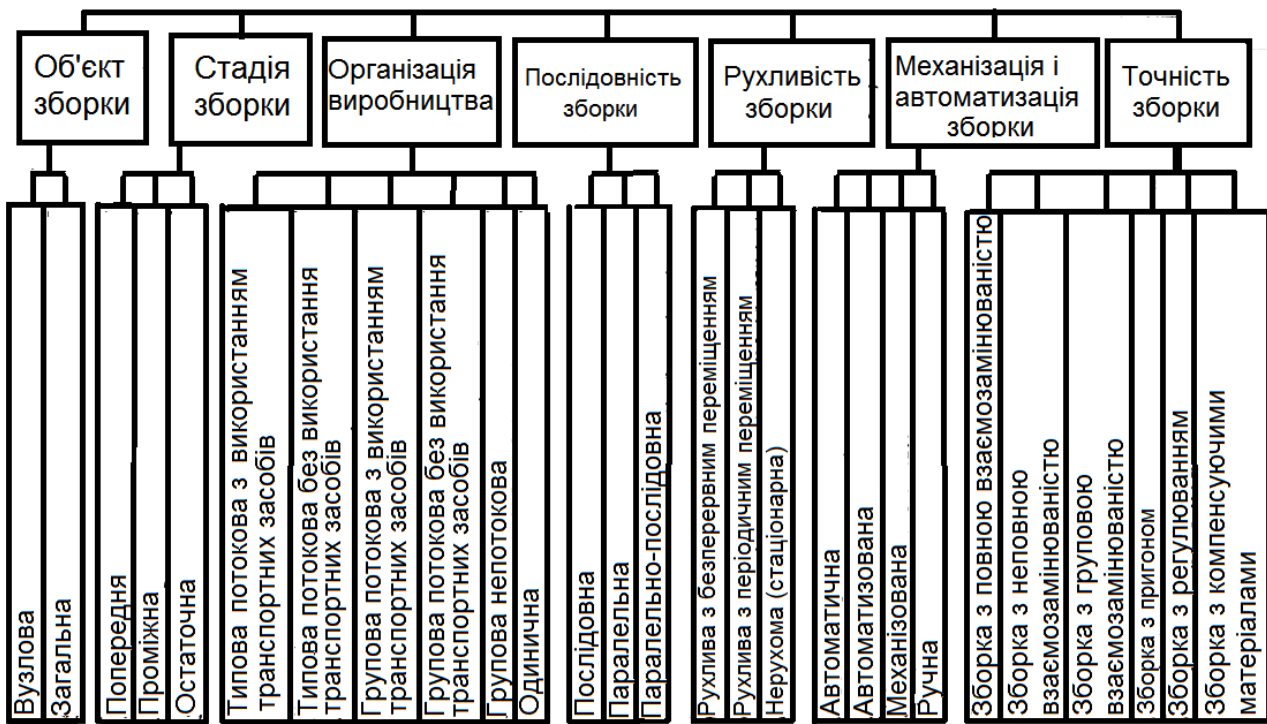 Об'єкт
зборки
Стадія
зборки
Організація
виробництва
Послідовність
зборки
Рухливість
зборки
Механізація і
автоматизація
зборки
Точність
зборки
Вузлова
Загальна
Попередня
Проміжна
Остаточна
Типова потокова з використанням
транспортних засобів
Типова потокова без використання
транспортних засобів
Групова потокова з використанням
транспортних засобів
Групова потокова без використання
транспортних засобів
Групова непотокова
Одинична
Послідовна
Паралельна
Паралельно-послідовна
Рухлива з безперервним переміщенням
Рухлива з періодичним переміщенням
Нерухома (стаціонарна)
Автоматична
Автоматизована
Механізована
Ручна
Зборка з повною взаємозамінюваністю
Зборка з неповною
взаємозамінюваністю
Зборка з груповою
взаємозамінюваністю
Зборка з пригоном
Зборка з регулюванням
Зборка з компенсуючими
матеріалами